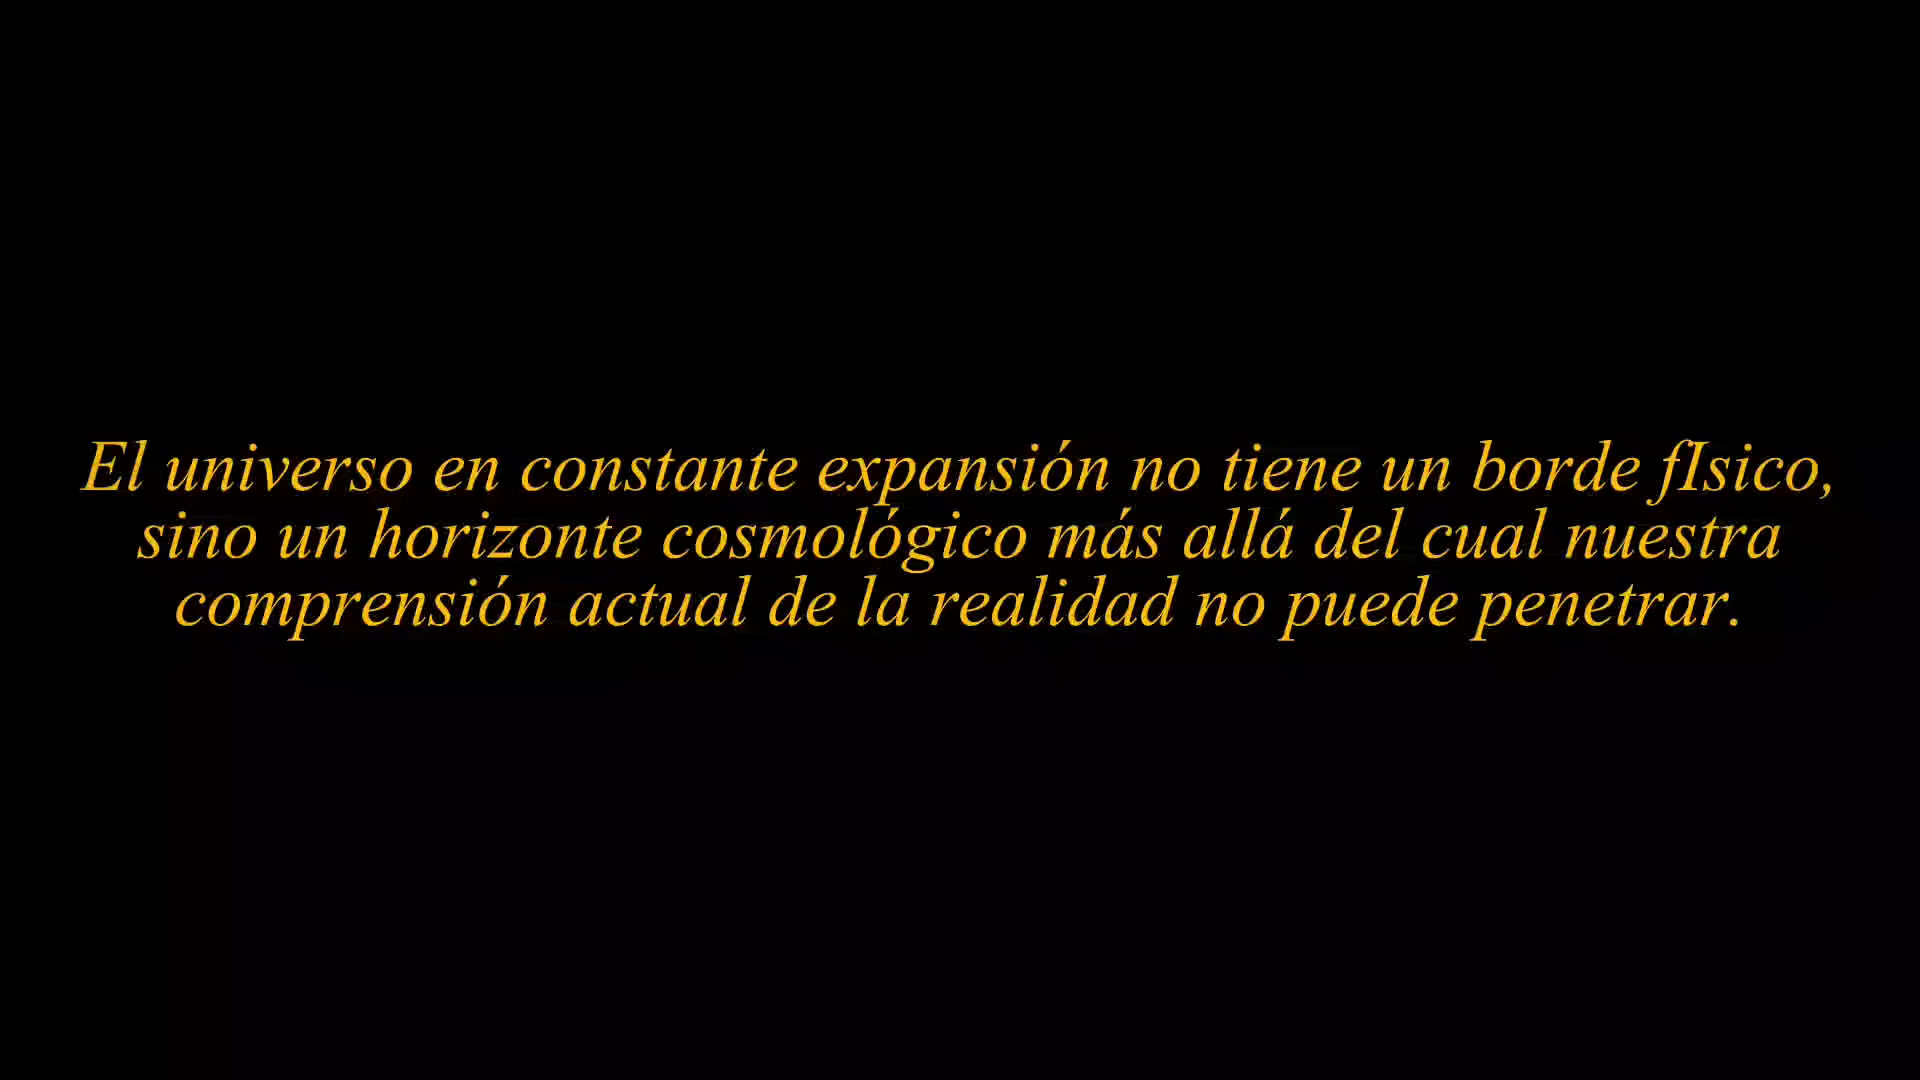 El universo en constante expansión no tiene un borde fIsico,
sino un horizonte cosmológico más allá del cual nuestra
comprensión actual de la realidad no puede penetrar.